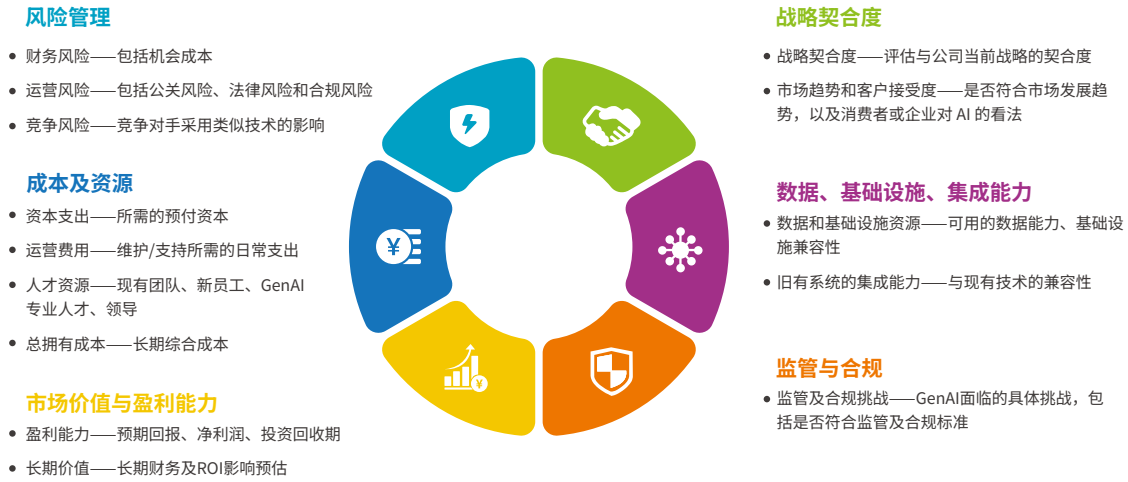 风险管理
● 财务风险——包括机会成本
● 运营风险——包括公关风险、法律风险和合规风险
● 竞争风险——竞争对手采用类似技术的影响
成本及资源
● 资本支出——所需的预付资本
● 运营费用——维护/支持所需的日常支出
● 人才资源——现有团队、新员工、GenAI
专业人才、领导
● 总拥有成本——长期综合成本
市场价值与盈利能力
● 盈利能力——预期回报、净利润、投资回收期
● 长期价值——长期财务及ROI影响预估
¥
¥
战略契合度
● 战略契合度——评估与公司当前战略的契合度
● 市场趋势和客户接受度——是否符合市场发展趋
势，以及消费者或企业对 AI 的看法
数据、基础设施、集成能力
● 数据和基础设施资源——可用的数据能力、基础设
施兼容性
● 旧有系统的集成能力——与现有技术的兼容性
监管与合规
● 监管及合规挑战——GenAI面临的具体挑战，包
括是否符合监管及合规标准